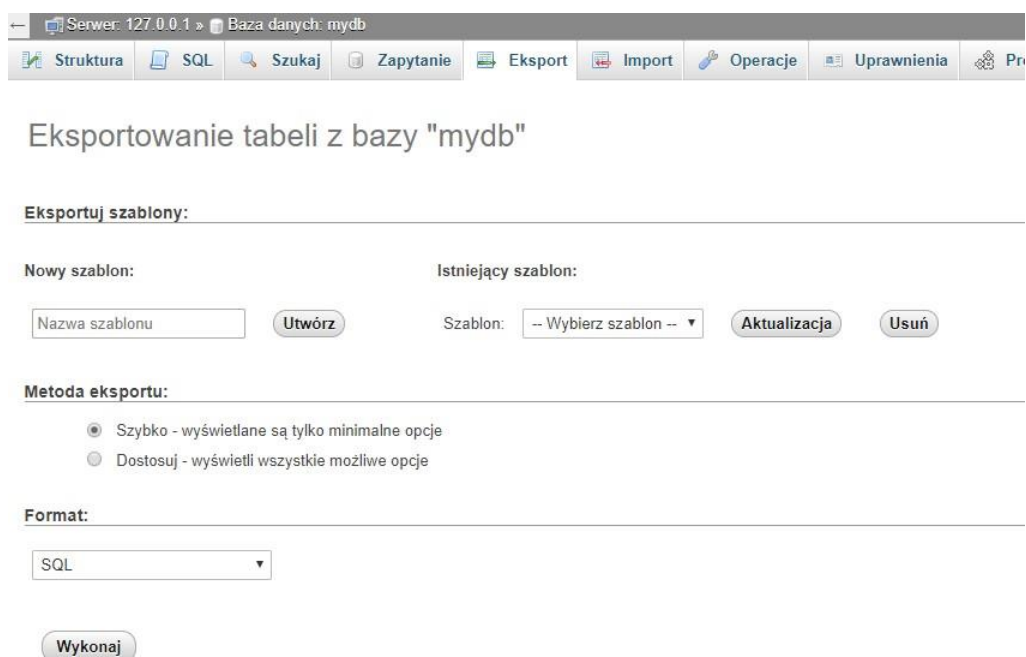 ← Serwer: 127.0.0.1 » Baza danych: mydb
Struktura SQL Szukaj Zapytanie Eksport Import Operacje Uprawnienia
Eksportowanie tabeli z bazy "mydb"
Eksportuj szablony:
Nowy szablon: Istniejący szablon:
Nazwa szablonu Utwórz Szablon: -- Wybierz szablon -- Aktualizacja Usuń
Metoda eksportu:
Szybko - wyświetlane są tylko minimalne opcje
Dostosuj - wyświetli wszystkie możliwe opcje
Format:
SQL
Wykonaj